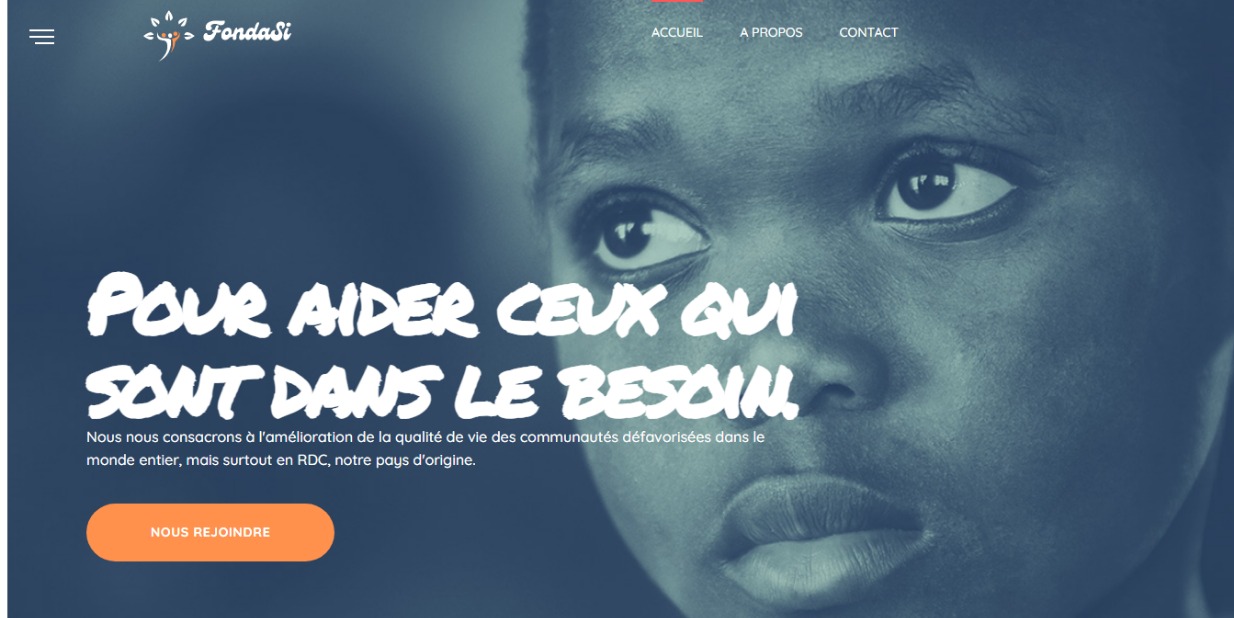 FondaSi
ACCUEIL
A PROPOS
CONTACT
POUR AIDER CEUX QUI
SONT DANS LE BESOIN.
Nous nous consacrons à l'amélioration de la qualité de vie des communautés défavorisées dans le
monde entier, mais surtout en RDC, notre pays d'origine.
NOUS REJOINDRE